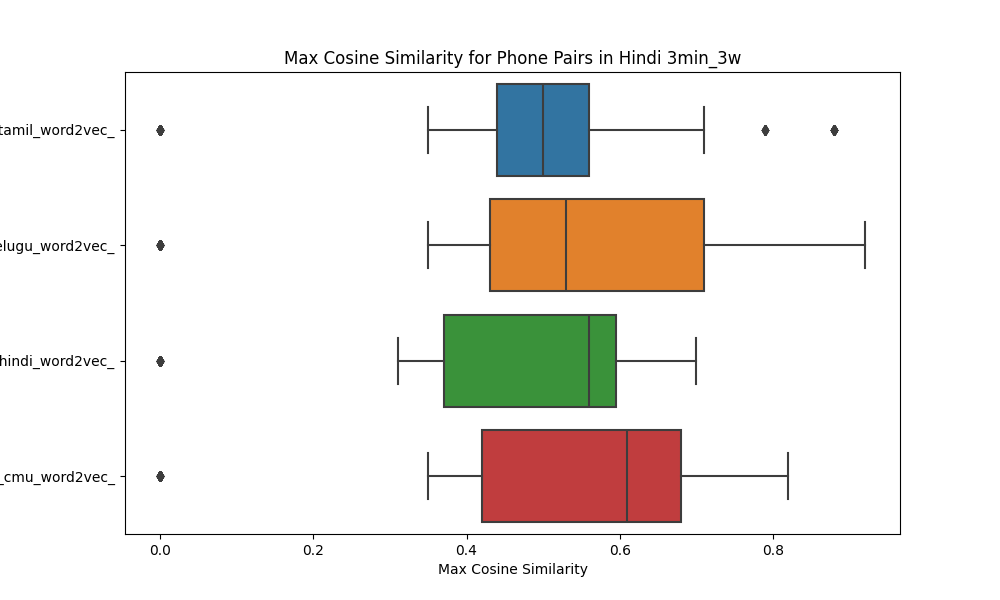 Max Cosine Similarity for Phone Pairs in Hindi 3min_3w
tamil_word2vec_
elugu_word2vec_
hindi_word2vec_
_cmu_word2vec_
0.0 0.2 0.4 0.6 0.8
Max Cosine Similarity